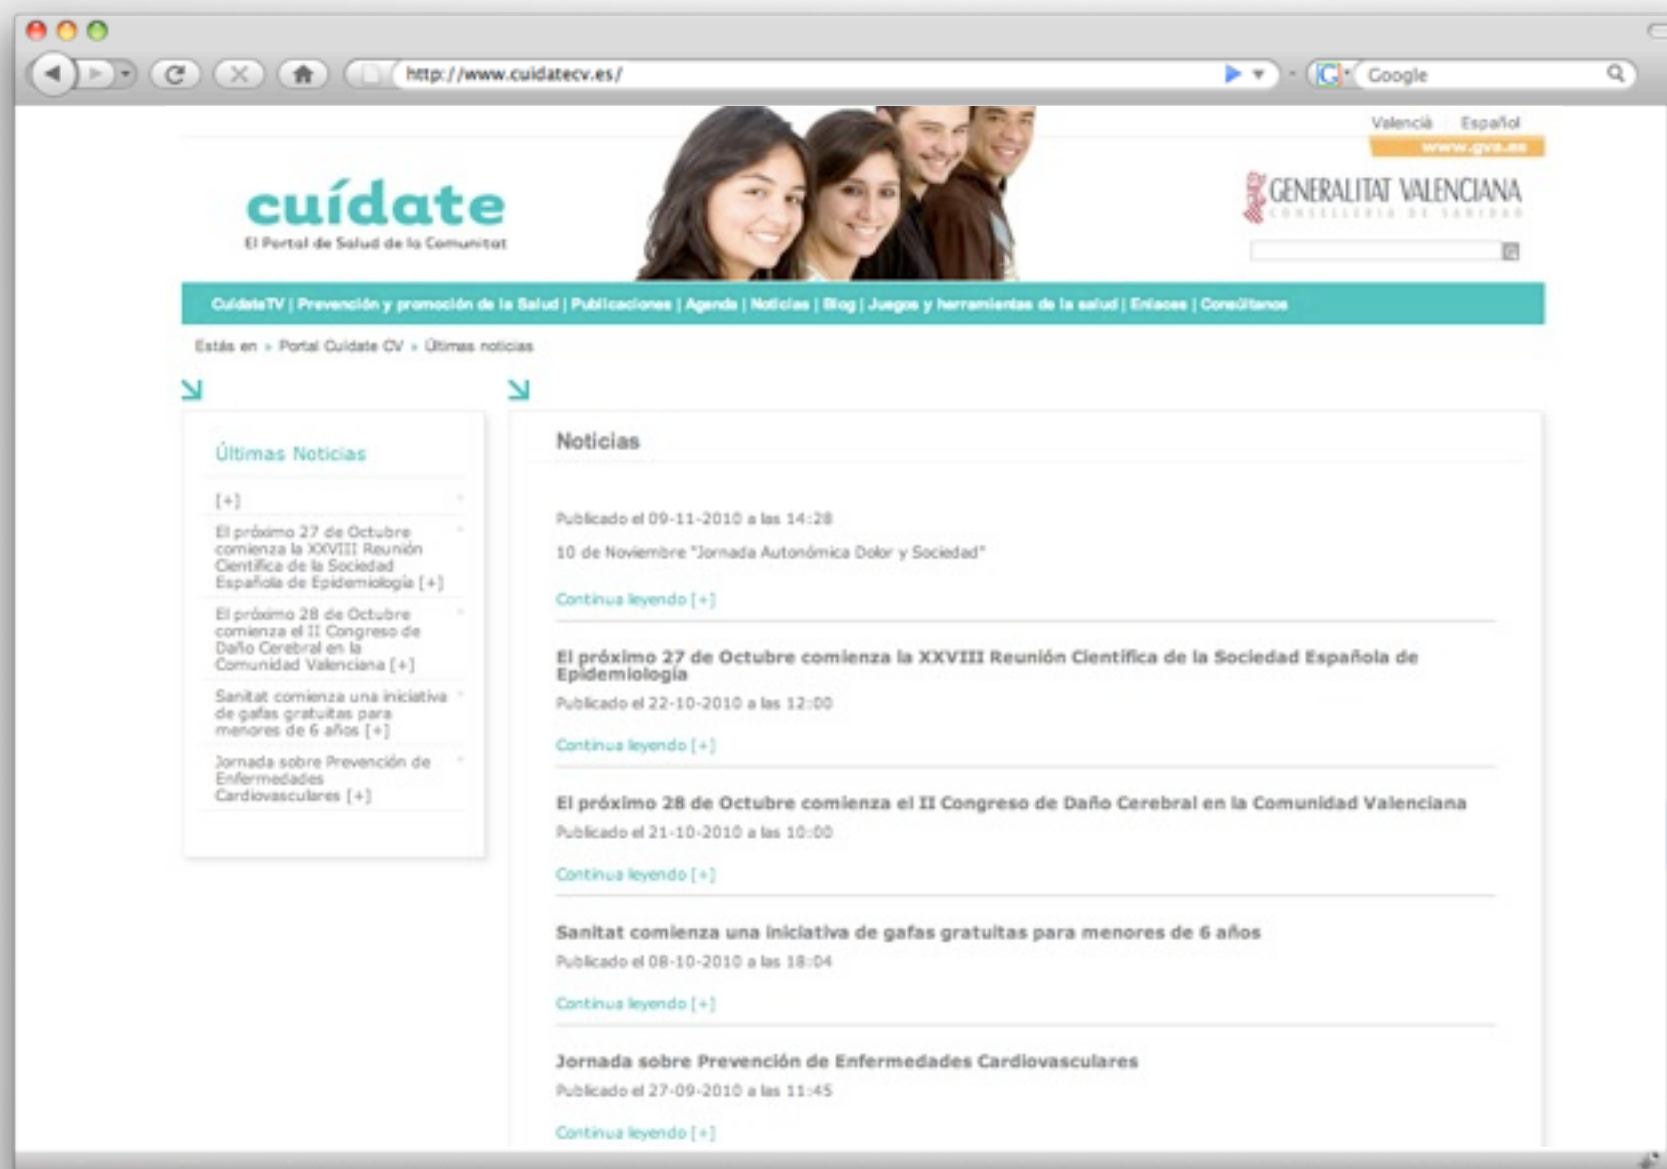 http://www.cuidatecv.es/
Google
Valencià Español
www.gva.es
cuídate
El Portal de Salud de la Comunitat
GENERALITAT VALENCIANA
CONSELLERIA DE SANIDAD
CuidateTV | Prevención y promoción de la Salud | Publicaciones | Agenda | Noticias | Blog | Juegos y herramientas de la salud | Enlaces | Consúltanos
Estás en » Portal Cuidate CV » Últimas noticias
Últimas Noticias
[+]
El próximo 27 de Octubre
comienza la XXVIII Reunión
Científica de la Sociedad
Española de Epidemiología [+]
El próximo 28 de Octubre
comienza el II Congreso de
Daño Cerebral en la
Comunidad Valenciana [+]
Sanitat comienza una iniciativa
de gafas gratuitas para
menores de 6 años [+]
Jornada sobre Prevención de
Enfermedades
Cardiovasculares [+]
Noticias
Publicado el 09-11-2010 a las 14:28
10 de Noviembre "Jornada Autonómica Dolor y Sociedad"
Continua leyendo [+]
El próximo 27 de Octubre comienza la XXVIII Reunión Científica de la Sociedad Española de
Epidemiología
Publicado el 22-10-2010 a las 12:00
Continua leyendo [+]
El próximo 28 de Octubre comienza el II Congreso de Daño Cerebral en la Comunidad Valenciana
Publicado el 21-10-2010 a las 10:00
Continua leyendo [+]
Sanitat comienza una iniciativa de gafas gratuitas para menores de 6 años
Publicado el 08-10-2010 a las 18:04
Continua leyendo [+]
Jornada sobre Prevención de Enfermedades Cardiovasculares
Publicado el 27-09-2010 a las 11:45
Continua leyendo [+]